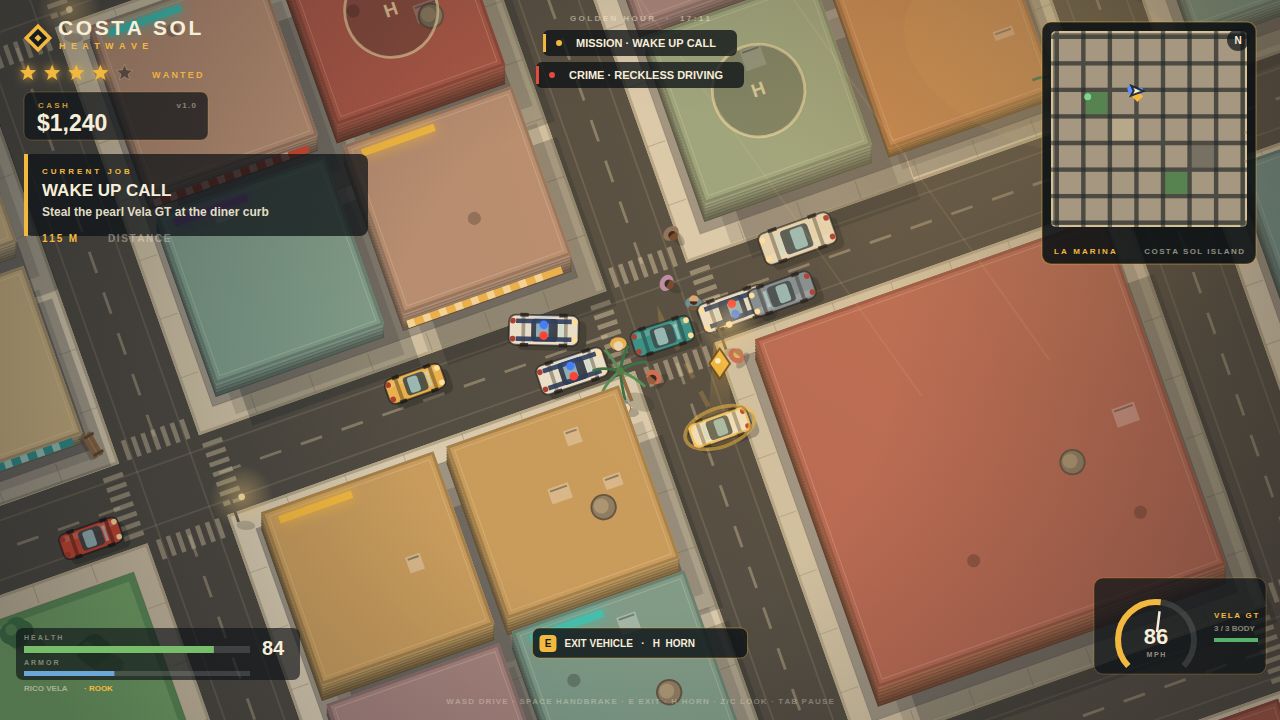 COSTA SOL
HEATWAVE
WANTED
CASH
v1.0
$1,240
CURRENT JOB
WAKE UP CALL
Steal the pearl Vela GT at the diner curb
115 M DISTANCE
GOLDEN HOUR · 17:11
MISSION · WAKE UP CALL
CRIME · RECKLESS DRIVING
H
H
N
LA MARINA
COSTA SOL ISLAND
HEALTH
84
ARMOR
RICO VELA · ROOK
E EXIT VEHICLE · H HORN
WASD DRIVE · SPACE HANDBRAKE · E EXIT · H HORN · Z/C LOOK · TAB PAUSE
86
MPH
VELA GT
3 / 3 BODY